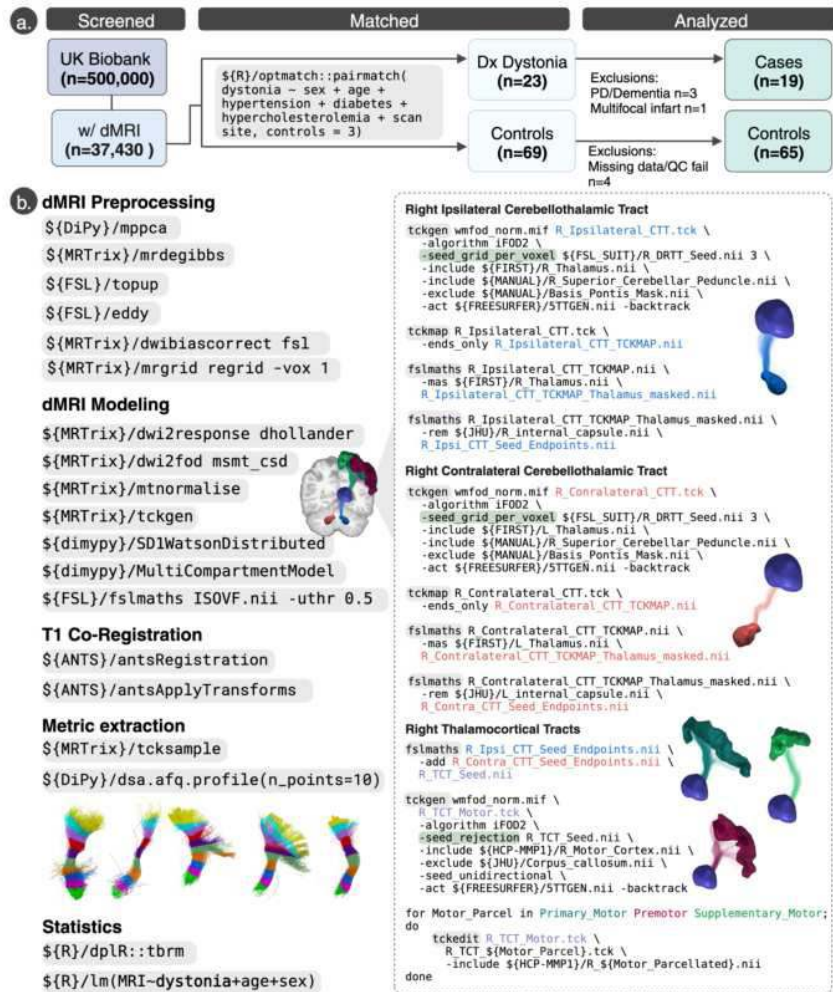 a.
Screened
Matched
Analyzed
UK Biobank
(n=500,000)
w/ dMRI
(n=37,430 )
${R}/optmatch::pairmatch(
dystonia ~ sex + age +
hypertension + diabetes +
hypercholesterolemia + scan
site, controls = 3)
Dx Dystonia
(n=23)
Controls
(n=69)
Exclusions:
PD/Dementia n=3
Multifocal infart n=1
Exclusions:
Missing data/QC fail
n=4
Cases
(n=19)
Controls
(n=65)
b.
dMRI Preprocessing
${DiPy}/mppca
${MRTrix}/mrdegibbs
${FSL}/topup
${FSL}/eddy
${MRTrix}/dwibiascorrect fsl
${MRTrix}/mrgrid regrid -vox 1
dMRI Modeling
${MRTrix}/dwi2response dhollander
${MRTrix}/dwi2fod msmt_csd
${MRTrix}/mtnormalise
${MRTrix}/tckgen
${dimypy}/SD1WatsonDistributed
${dimypy}/MultiCompartmentModel
${FSL}/fslmaths ISOVF.nii -uthr 0.5
T1 Co-Registration
${ANTS}/antsRegistration
${ANTS}/antsApplyTransforms
Metric extraction
${MRTrix}/tcksample
${DiPy}/dsa.afq.profile(n_points=10)
Statistics
${R}/dplR::tbrm
${R}/lm(MRI~dystonia+age+sex)
Right Ipsilateral Cerebellothalamic Tract
tckgen wmfod_norm.mif R_Ipsilateral_CTT.tck \
-algorithm iFOD2 \
-seed_grid_per_voxel ${FSL_SUIT}/R_DRTT_Seed.nii 3 \
-include ${FIRST}/R_Thalamus.nii \
-include ${MANUAL}/R_Superior_Cerebellar_Peduncle.nii \
-exclude ${MANUAL}/Basis_Pontis_Mask.nii \
-act ${FREESURFER}/5TTGEN.nii -backtrack
tckmap R_Ipsilateral_CTT.tck \
-ends_only R_Ipsilateral_CTT_TCKMAP.nii
fslmaths R_Ipsilateral_CTT_TCKMAP.nii \
-mas ${FIRST}/R_Thalamus.nii \
R_Ipsilateral_CTT_TCKMAP_Thalamus_masked.nii
fslmaths R_Ipsilateral_CTT_TCKMAP_Thalamus_masked.nii \
-rem ${JHU}/R_internal_capsule.nii \
R_Ipsi_CTT_Seed_Endpoints.nii
Right Contralateral Cerebellothalamic Tract
tckgen wmfod_norm.mif R_Conralateral_CTT.tck \
-algorithm iFOD2 \
-seed_grid_per_voxel ${FSL_SUIT}/R_DRTT_Seed.nii 3 \
-include ${FIRST}/L_Thalamus.nii \
-include ${MANUAL}/R_Superior_Cerebellar_Peduncle.nii \
-exclude ${MANUAL}/Basis_Pontis_Mask.nii \
-act ${FREESURFER}/5TTGEN.nii -backtrack
tckmap R_Contralateral_CTT.tck \
-ends_only R_Contralateral_CTT_TCKMAP.nii
fslmaths R_Contralateral_CTT_TCKMAP.nii \
-mas ${FIRST}/L_Thalamus.nii \
R_Contralateral_CTT_TCKMAP_Thalamus_masked.nii
fslmaths R_Contralateral_CTT_TCKMAP_Thalamus_masked.nii \
-rem ${JHU}/L_internal_capsule.nii \
R_Contra_CTT_Seed_Endpoints.nii
Right Thalamocortical Tracts
fslmaths R_Ipsi_CTT_Seed_Endpoints.nii \
-add R_Contra_CTT_Seed_Endpoints.nii \
R_TCT_Seed.nii
tckgen wmfod_norm.mif \
R_TCT_Motor.tck \
-algorithm iFOD2 \
-seed_rejection R_TCT_Seed.nii \
-include ${HCP-MMP1}/R_Motor_Cortex.nii \
-exclude ${JHU}/Corpus_callosum.nii \
-seed_unidirectional \
-act ${FREESURFER}/5TTGEN.nii -backtrack
for Motor_Parcel in Primary_Motor Premotor Supplementary_Motor;
do
tckedit R_TCT_Motor.tck \
R_TCT_${Motor_Parcel}.tck \
-include ${HCP-MMP1}/R_${Motor_Parcellated}.nii
done